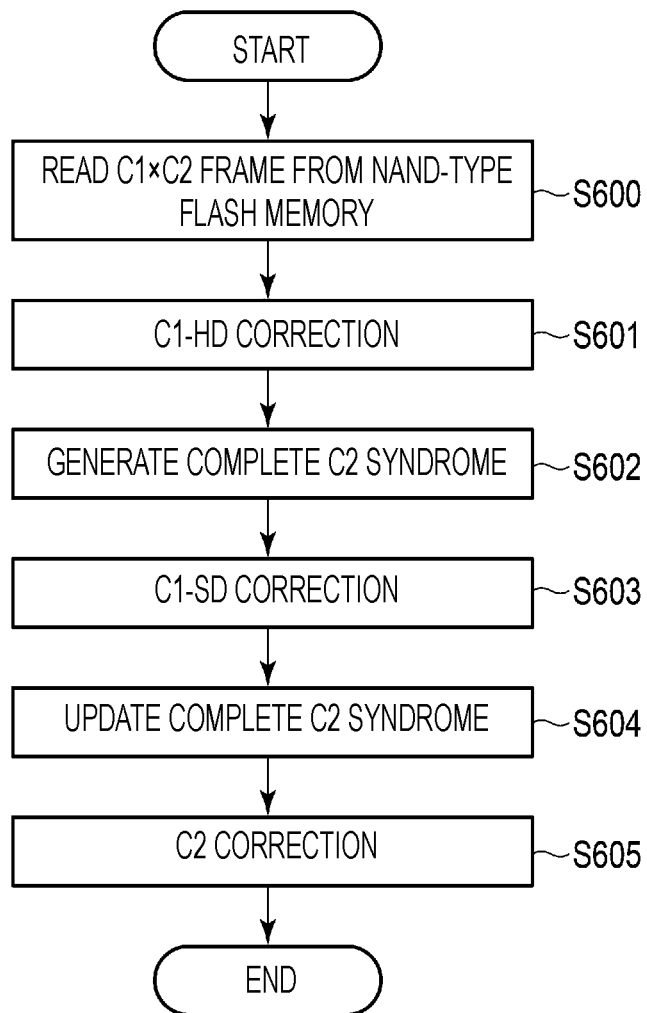 START
READ C1×C2 FRAME FROM NAND-TYPE
FLASH MEMORY
S600
C1-HD CORRECTION
S601
GENERATE COMPLETE C2 SYNDROME
S602
C1-SD CORRECTION
S603
UPDATE COMPLETE C2 SYNDROME
S604
C2 CORRECTION
S605
END